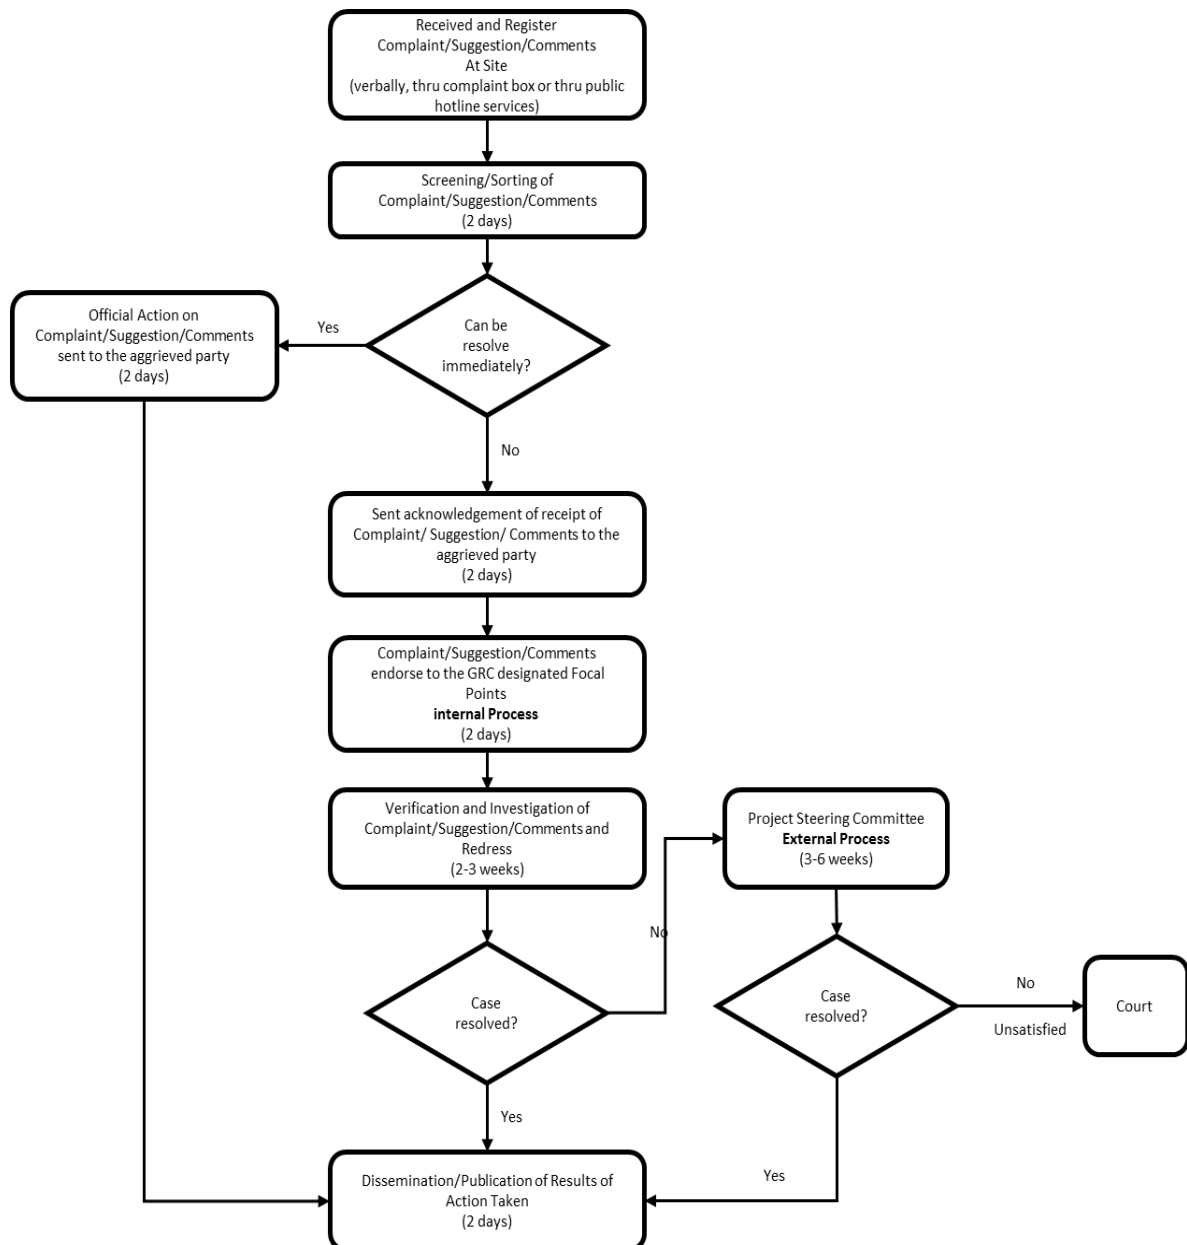 Received and Register
Complaint/Suggestion/Comments
At Site
(verbally, thru complaint box or thru public
hotline services)
Screening/Sorting of
Complaint/Suggestion/Comments
(2 days)
Official Action on
Complaint/Suggestion/Comments
sent to the aggrieved party
(2 days)
Yes
Can be
resolve
immediately?
No
Sent acknowledgement of receipt of
Complaint/ Suggestion/ Comments to the
aggrieved party
(2 days)
Complaint/Suggestion/Comments
endorse to the GRC designated Focal
Points
internal Process
(2 days)
Verification and Investigation of
Complaint/Suggestion/Comments and
Redress
(2-3 weeks)
Project Steering Committee
External Process
(3-6 weeks)
No
Case
resolved?
Case
resolved?
No
Unsatisfied
Court
Yes
Yes
Dissemination/Publication of Results of
Action Taken
(2 days)